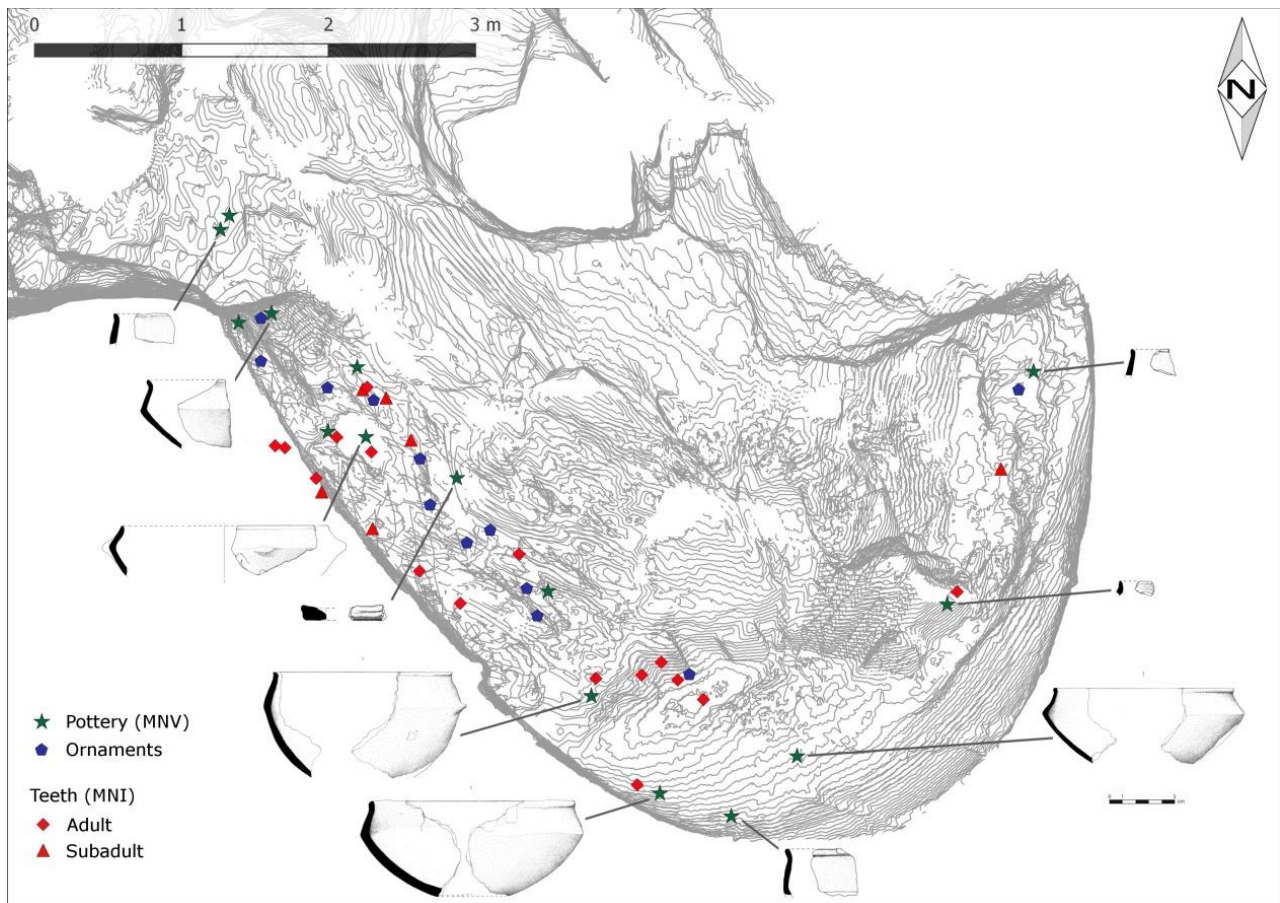 0 1 2 3 m
N
Pottery (MNV)
Ornaments
Teeth (MNI)
Adult
Subadult